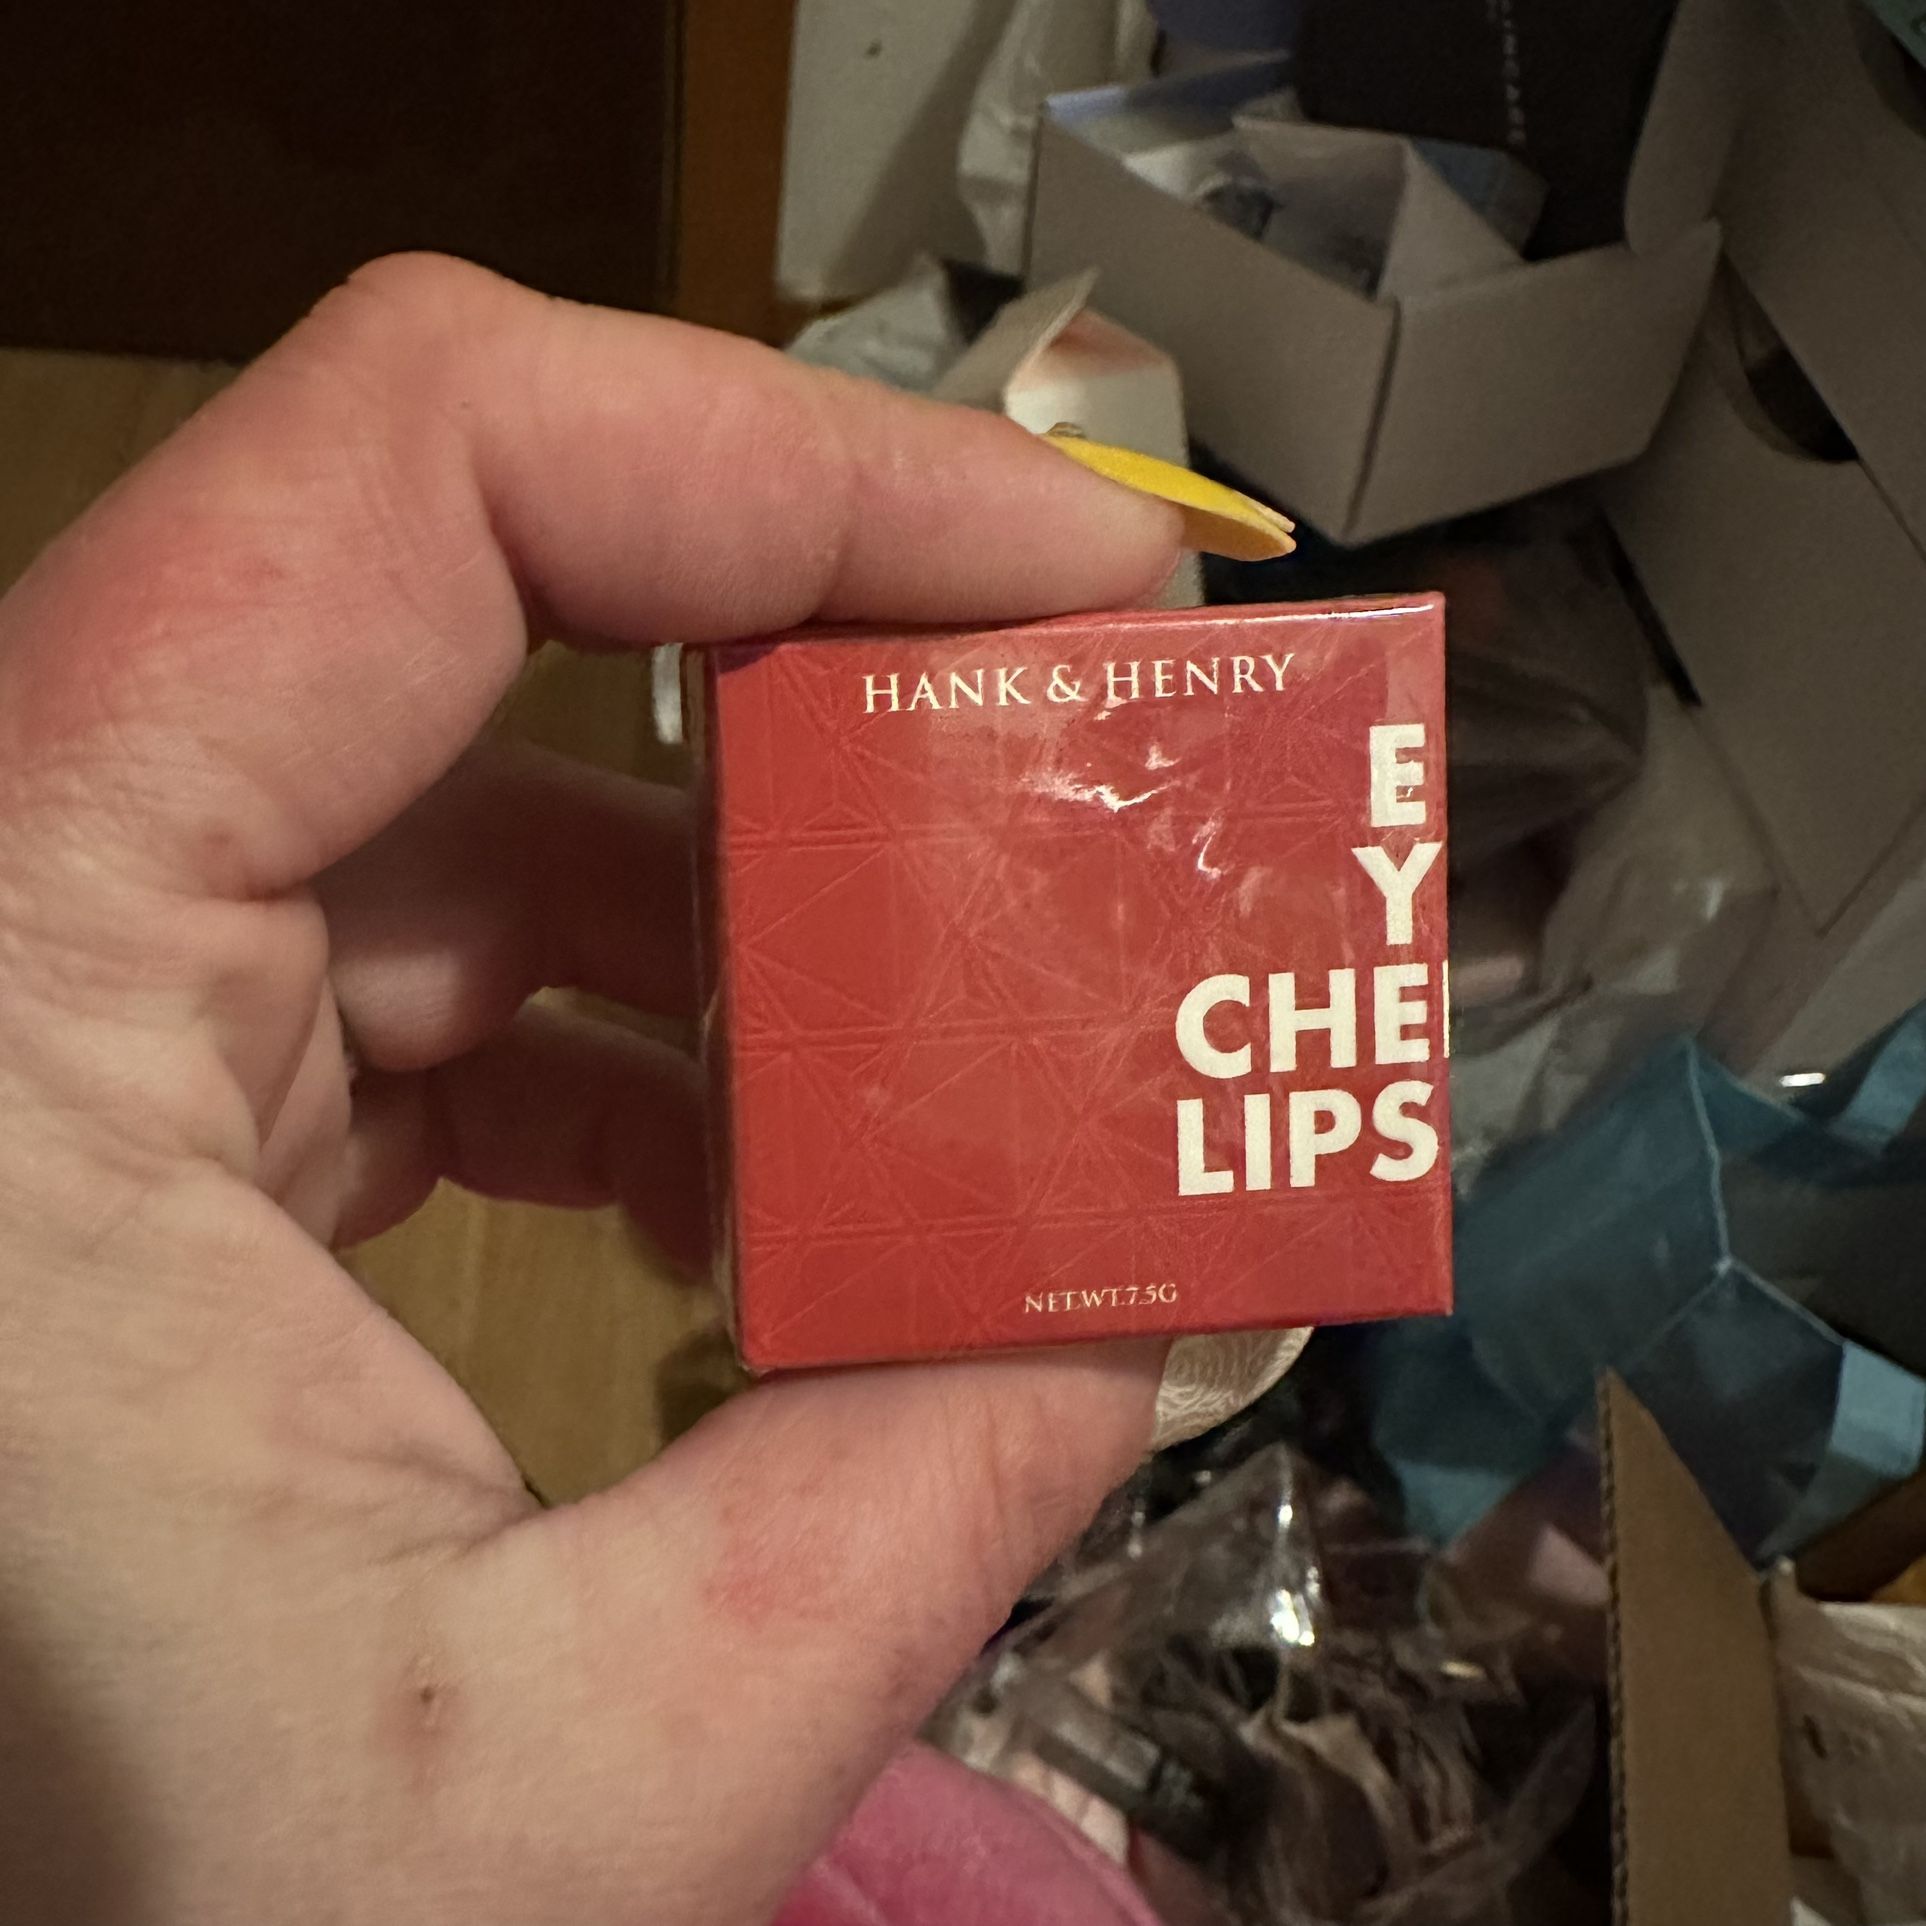 HANK & HENRY
E
Y
CHE
LIPS
NET.WT.7.5G